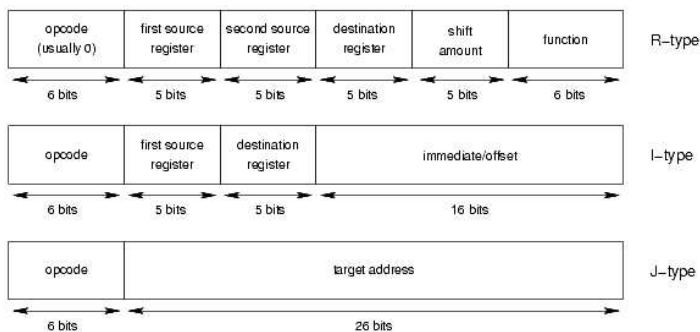 opcode
(usually 0)
first source
register
second source
register
destination
register
shift
amount
function
R-type
6 bits
5 bits
5 bits
5 bits
5 bits
6 bits
opcode
first source
register
destination
register
immediate/offset
I-type
6 bits
5 bits
5 bits
16 bits
opcode
target address
J-type
6 bits
26 bits